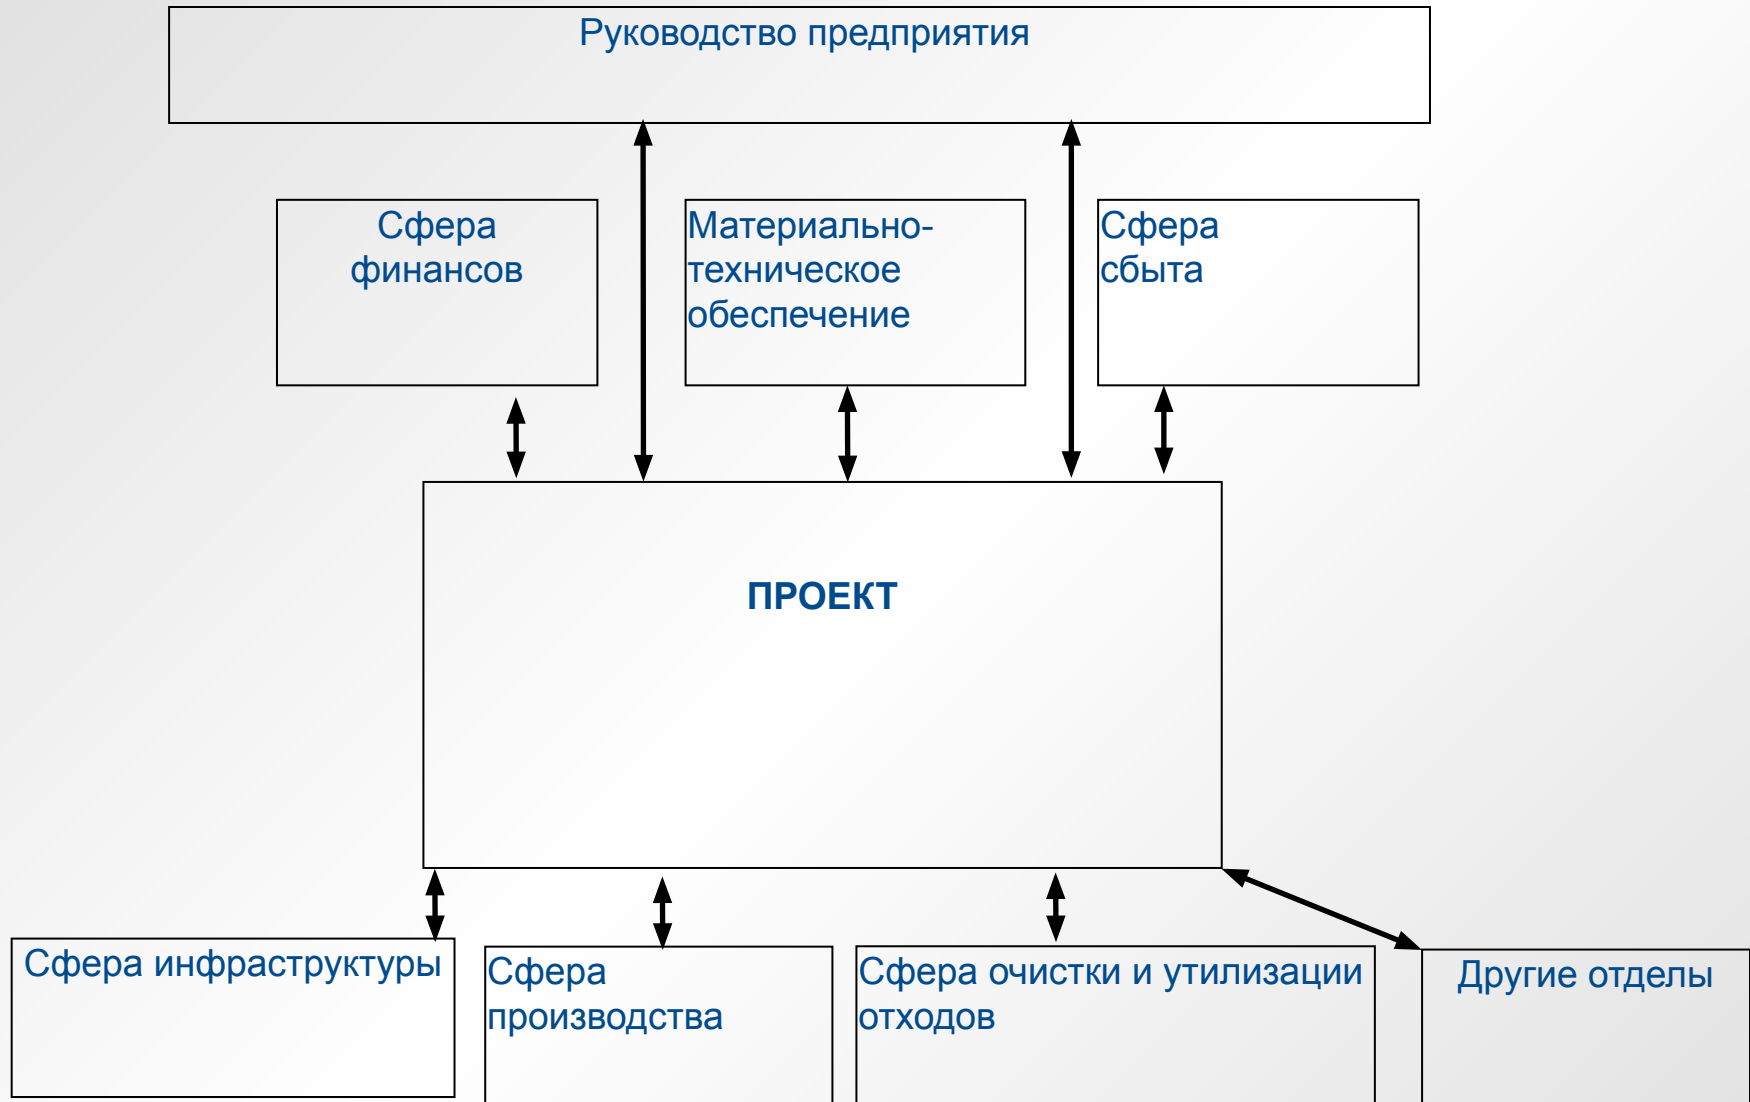 Руководство предприятия
Сфера
финансов
Материально-
техническое
обеспечение
Сфера
сбыта
ПРОЕКТ
Сфера инфраструктуры
Сфера
производства
Сфера очистки и утилизации
отходов
Другие отделы